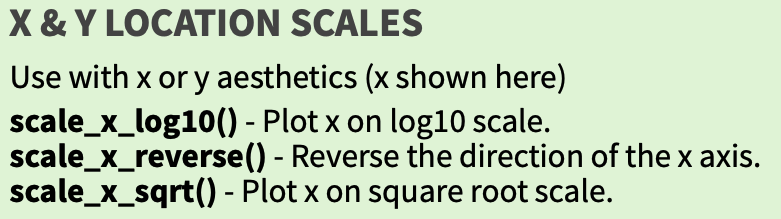 X & Y LOCATION SCALES
Use with x or y aesthetics (x shown here)
scale_x_log10() - Plot x on log10 scale.
scale_x_reverse() - Reverse the direction of the x axis.
scale_x_sqrt() - Plot x on square root scale.